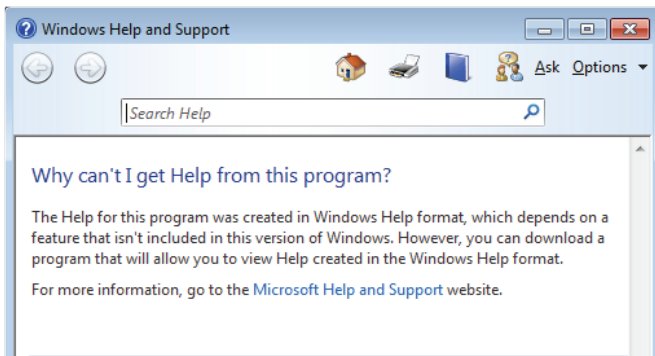 Windows Help and Support
Ask Options
Search Help
Why can't I get Help from this program?
The Help for this program was created in Windows Help format, which depends on a
feature that isn't included in this version of Windows. However, you can download a
program that will allow you to view Help created in the Windows Help format.
For more information, go to the Microsoft Help and Support website.